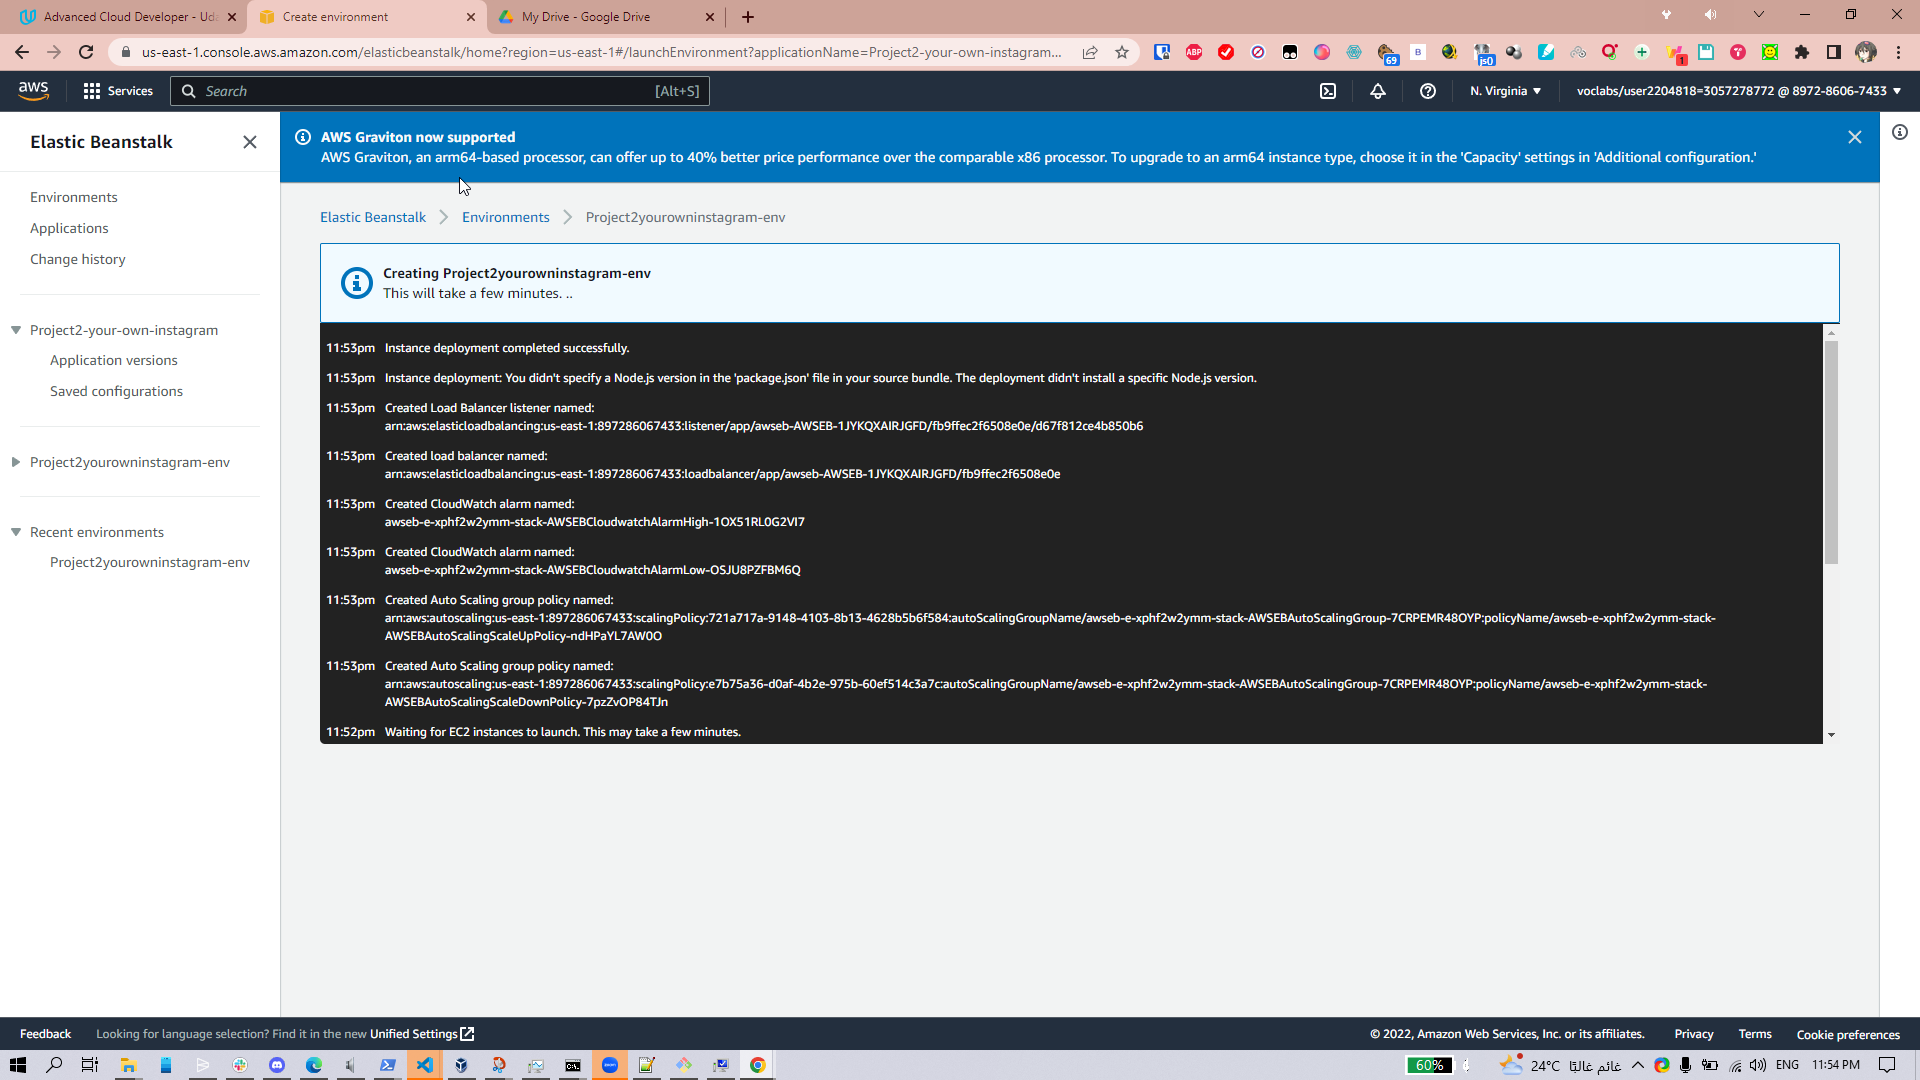 Advanced Cloud Developer - Uda
Create environment
My Drive - Google Drive
us-east-1.console.aws.amazon.com/elasticbeanstalk/home?region=us-east-1#/launchEnvironment?applicationName=Project2-your-own-instagram...
ABP
69
B
js()
1
aws
Services
Search
[Alt+S]
N. Virginia
voclabs/user2204818=3057278772 @ 8972-8606-7433
Elastic Beanstalk
Environments
Applications
Change history
Project2-your-own-instagram
Application versions
Saved configurations
Project2yourowninstagram-env
Recent environments
Project2yourowninstagram-env
AWS Graviton now supported
AWS Graviton, an arm64-based processor, can offer up to 40% better price performance over the comparable x86 processor. To upgrade to an arm64 instance type, choose it in the 'Capacity' settings in 'Additional configuration.'
Elastic Beanstalk
Environments
Project2yourowninstagram-env
Creating Project2yourowninstagram-env
This will take a few minutes. ..
11:53pm Instance deployment completed successfully.
11:53pm Instance deployment: You didn't specify a Node.js version in the 'package.json' file in your source bundle. The deployment didn't install a specific Node.js version.
11:53pm Created Load Balancer listener named:
arn:aws:elasticloadbalancing:us-east-1:897286067433:listener/app/awseb-AWSEB-1JYKQXAIRJGFD/fb9ffec2f6508e0e/d67f812ce4b850b6
11:53pm Created load balancer named:
arn:aws:elasticloadbalancing:us-east-1:897286067433:loadbalancer/app/awseb-AWSEB-1JYKQXAIRJGFD/fb9ffec2f6508e0e
11:53pm Created CloudWatch alarm named:
awseb-e-xphf2w2ymm-stack-AWSEBCloudwatchAlarmHigh-1OX51RL0G2VI7
11:53pm Created CloudWatch alarm named:
awseb-e-xphf2w2ymm-stack-AWSEBCloudwatchAlarmLow-OSJU8PZFBM6Q
11:53pm Created Auto Scaling group policy named:
arn:aws:autoscaling:us-east-1:897286067433:scalingPolicy:721a717a-9148-4103-8b13-4628b5b6f584:autoScalingGroupName/awseb-e-xphf2w2ymm-stack-AWSEBAutoScalingGroup-7CRPEMR48OYP:policyName/awseb-e-xphf2w2ymm-stack-
AWSEBAutoScalingScaleUpPolicy-ndHPaYL7AW0O
11:53pm Created Auto Scaling group policy named:
arn:aws:autoscaling:us-east-1:897286067433:scalingPolicy:e7b75a36-d0af-4b2e-975b-60ef514c3a7c:autoScalingGroupName/awseb-e-xphf2w2ymm-stack-AWSEBAutoScalingGroup-7CRPEMR48OYP:policyName/awseb-e-xphf2w2ymm-stack-
AWSEBAutoScalingScaleDownPolicy-7pzZvOP84TJn
11:52pm Waiting for EC2 instances to launch. This may take a few minutes.
Feedback
Looking for language selection? Find it in the new Unified Settings
© 2022, Amazon Web Services, Inc. or its affiliates.
Privacy
Terms
Cookie preferences
60%
24°C غائم غالبًا
ENG
11:54 PM